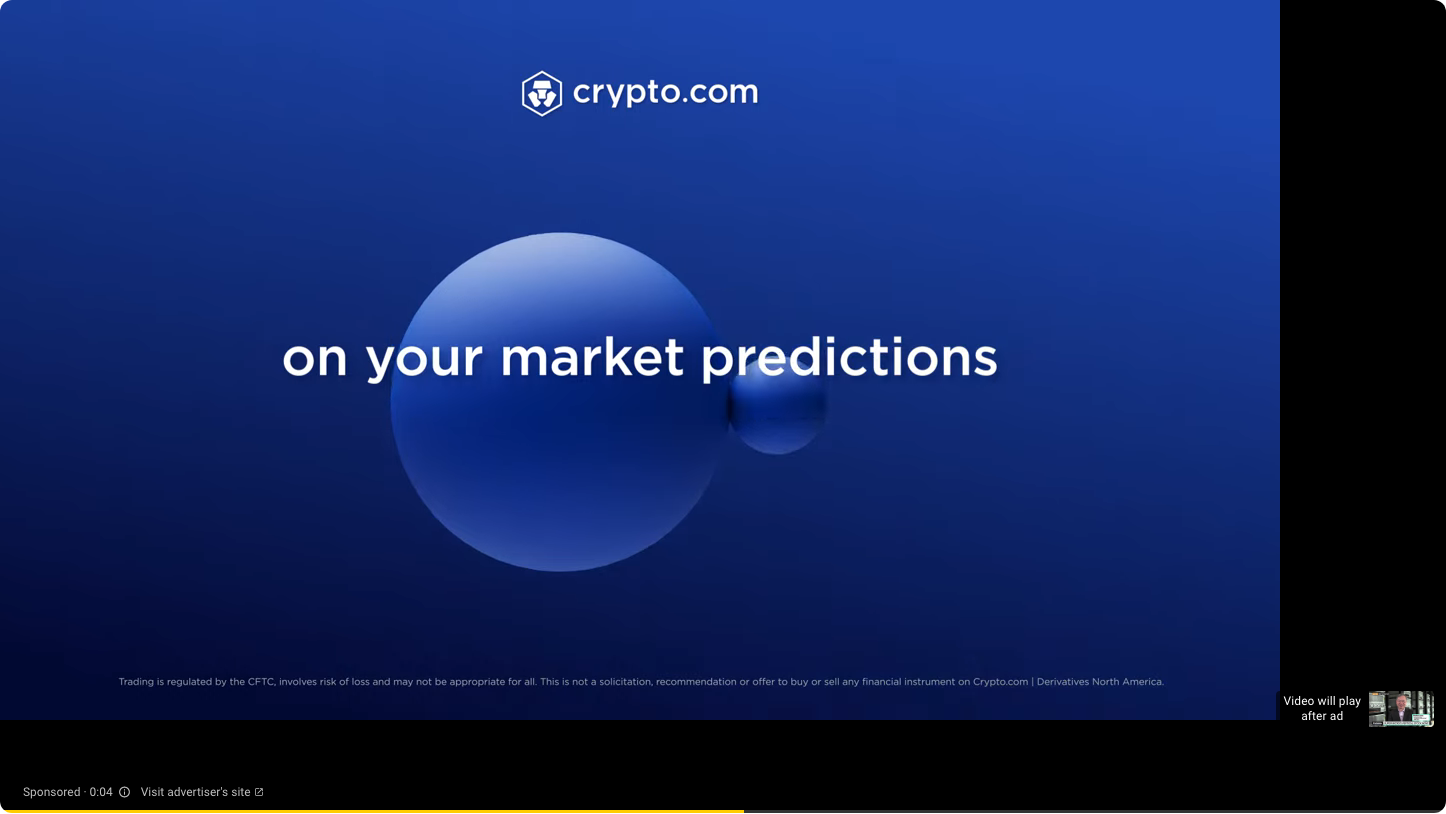 crypto.com
on your market predictions
Trading is regulated by the CFTC, involves risk of loss and may not be appropriate for all. This is not a solicitation, recommendation or offer to buy or sell any financial instrument on Crypto.com | Derivatives North America.
Video will play
after ad
Sponsored · 0:04 Visit advertiser's site